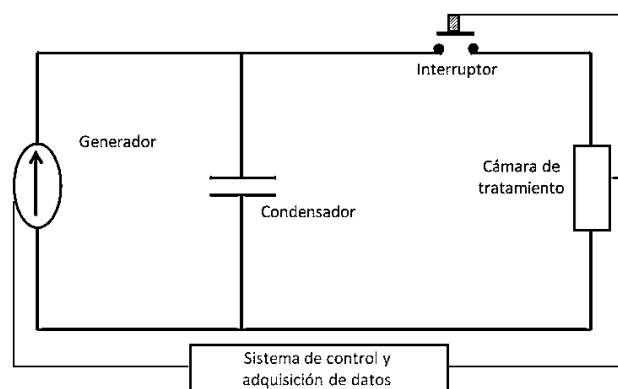 Interruptor
Generador
Cámara de
tratamiento
Condensador
Sistema de control y
adquisición de datos